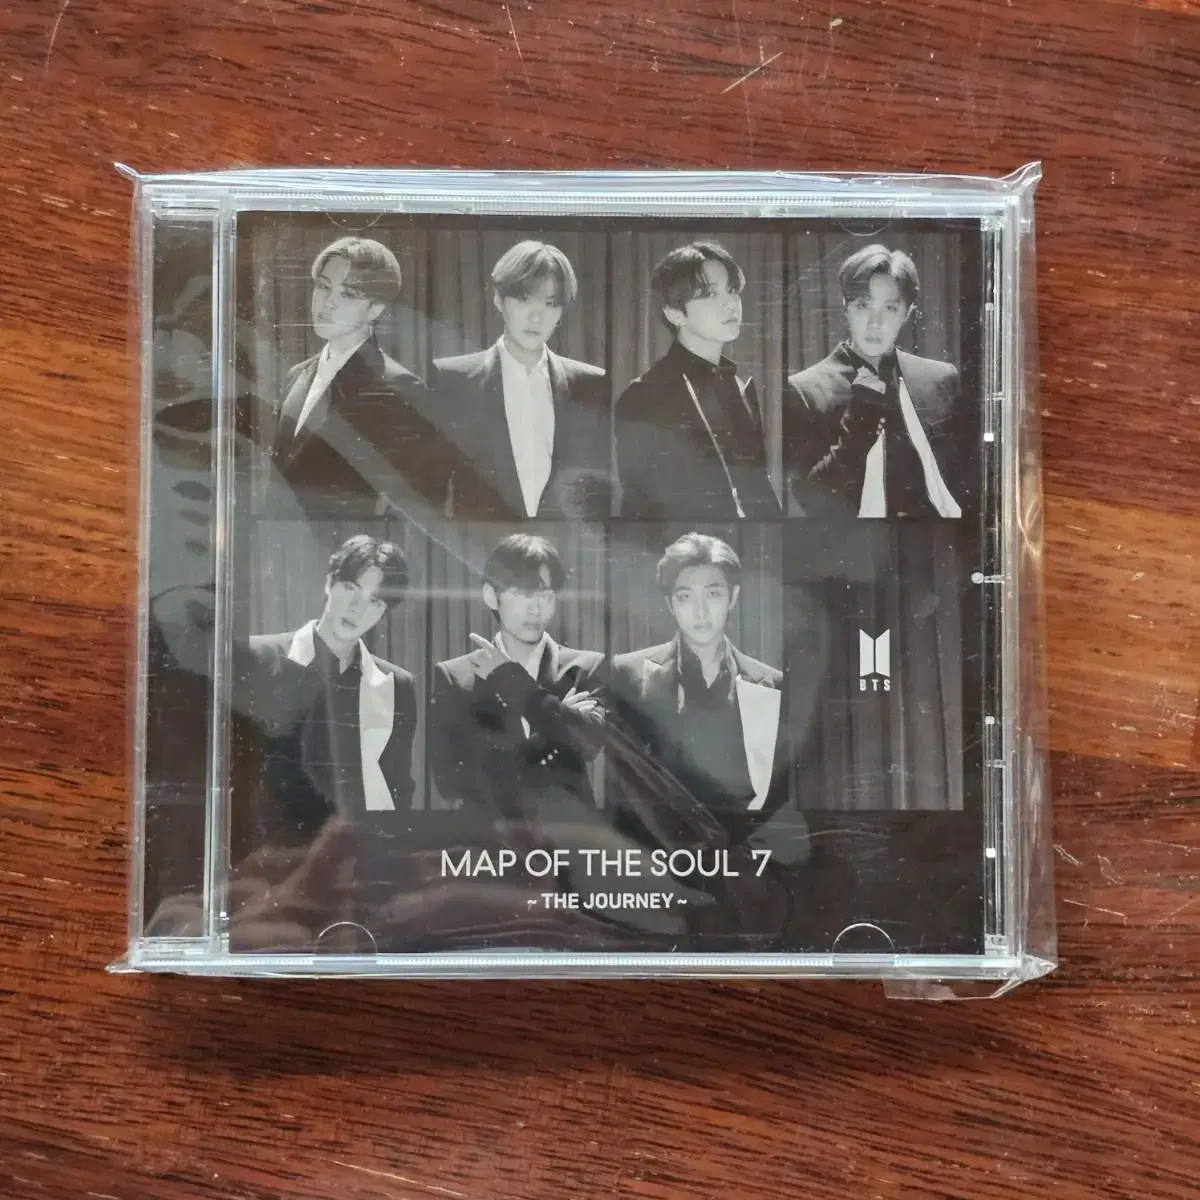 BTS
MAP OF THE SOUL 7
~ THE JOURNEY ~